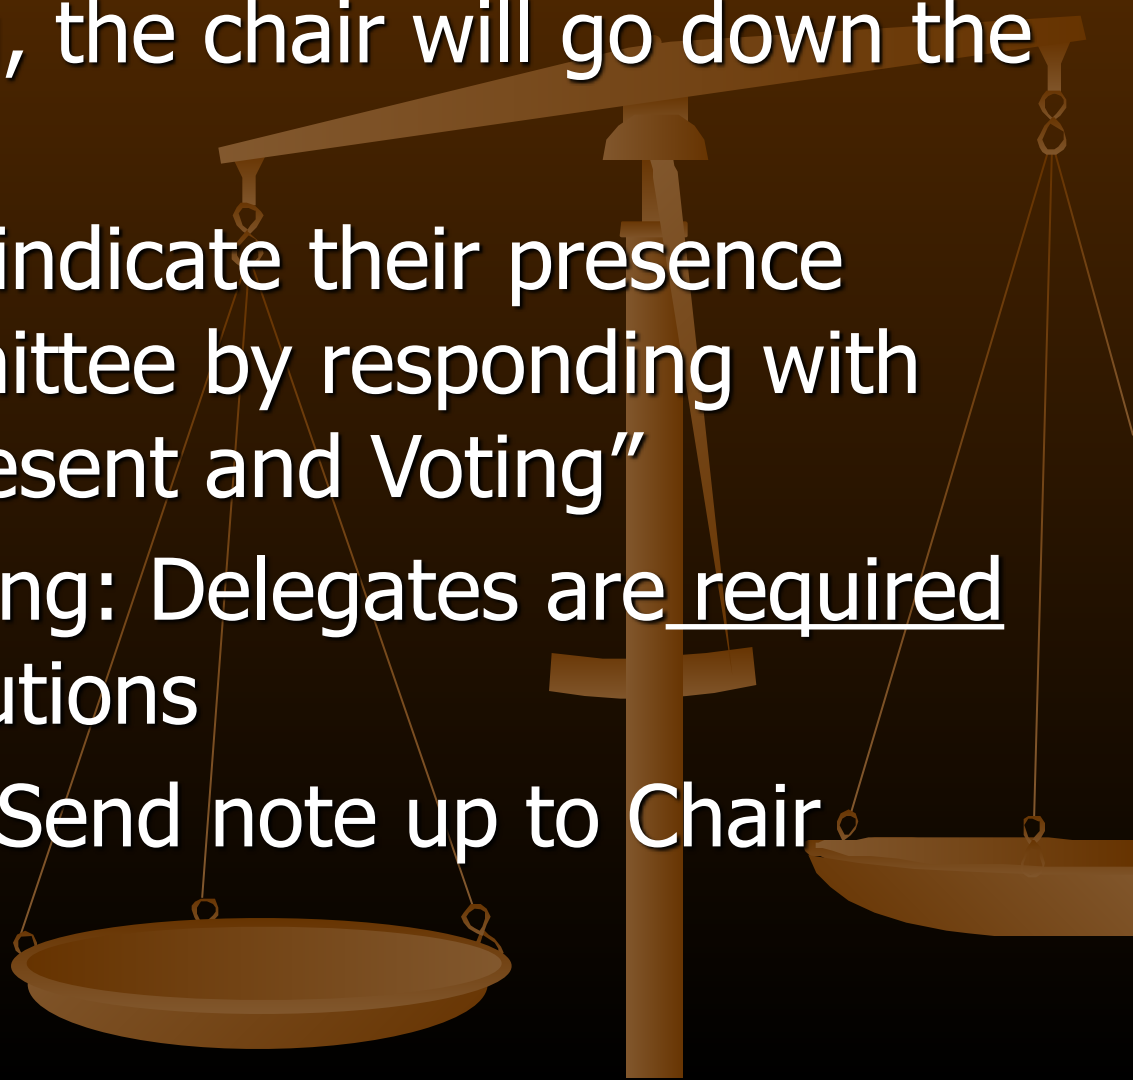 , the chair will go down the
indicate their presence
ittee by responding with
esent and Voting”
ng: Delegates are required
utions
Send note up to Chair